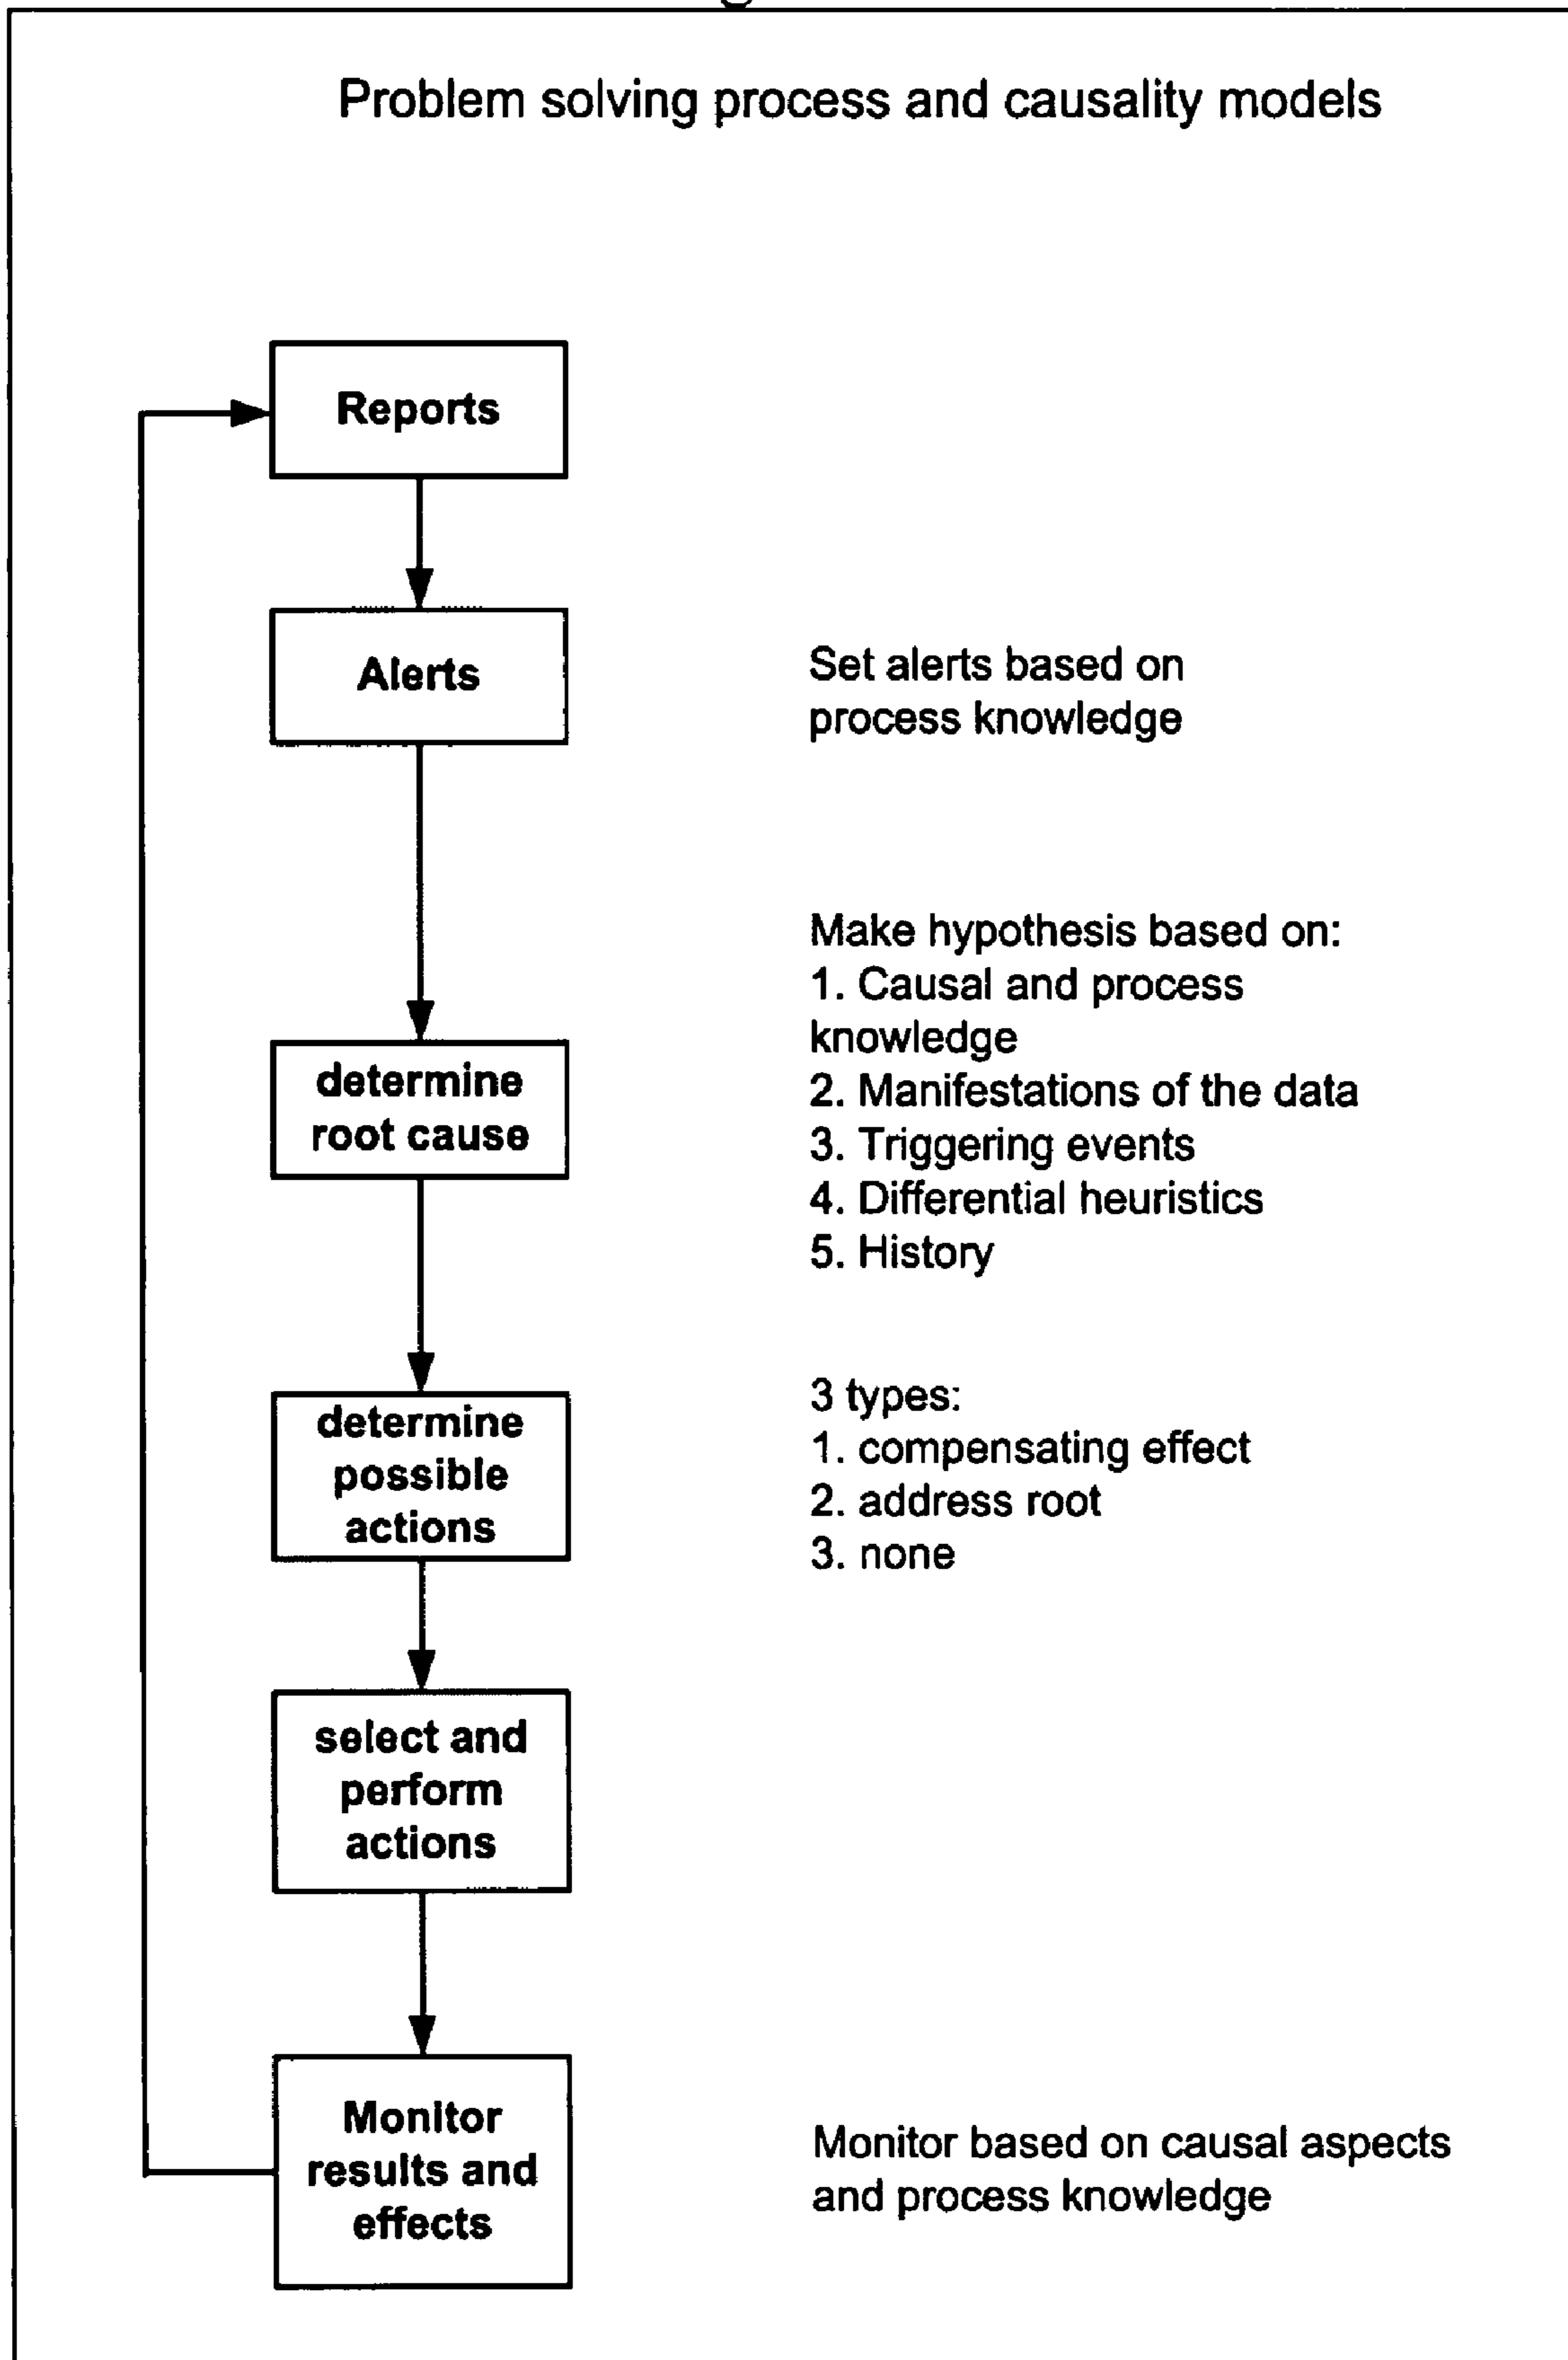 Problem solving process and causality models
Reports
Alerts
Set alerts based on
process knowledge
Make hypothesis based on:
1. Causal and process
knowledge
2. Manifestations of the data
3. Triggering events
4. Differential heuristics
5. History
determine
root cause
determine
possible
actions
3 types:
1. compensating effect
2. address root
3. none
select and
perform
actions
Monitor
results and
effects
Monitor based on causal aspects
and process knowledge